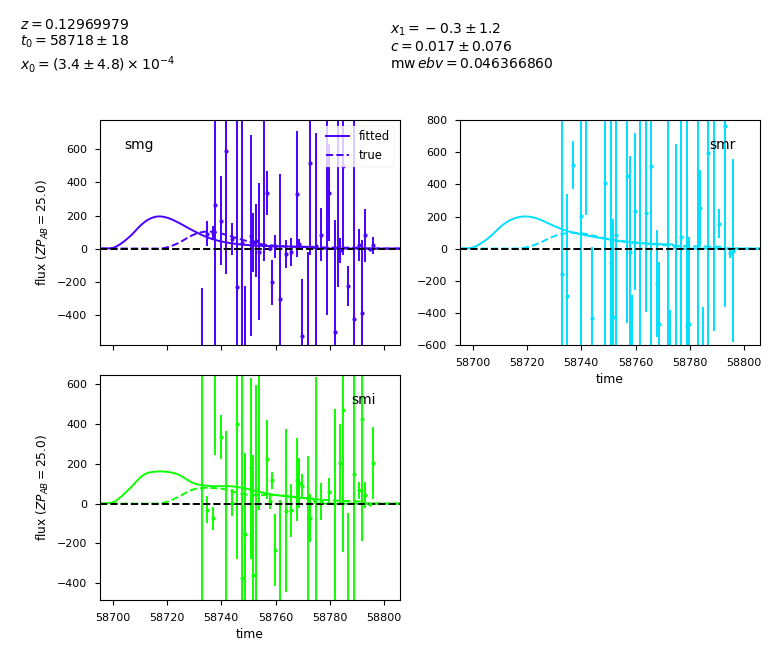 z = 0.12969979
t₀ = 58718 ± 18
x₀ = (3.4 ± 4.8) × 10⁻⁴
x₁ = − 0.3 ± 1.2
c = 0.017 ± 0.076
mw ebv = 0.046366860
smg
fitted
true
600
400
200
0
−200
−400
flux (ZP_AB = 25.0)
smr
800
600
400
200
0
−200
−400
−600
58700 58720 58740 58760 58780 58800
time
smi
600
400
200
0
−200
−400
flux (ZP_AB = 25.0)
58700 58720 58740 58760 58780 58800
time